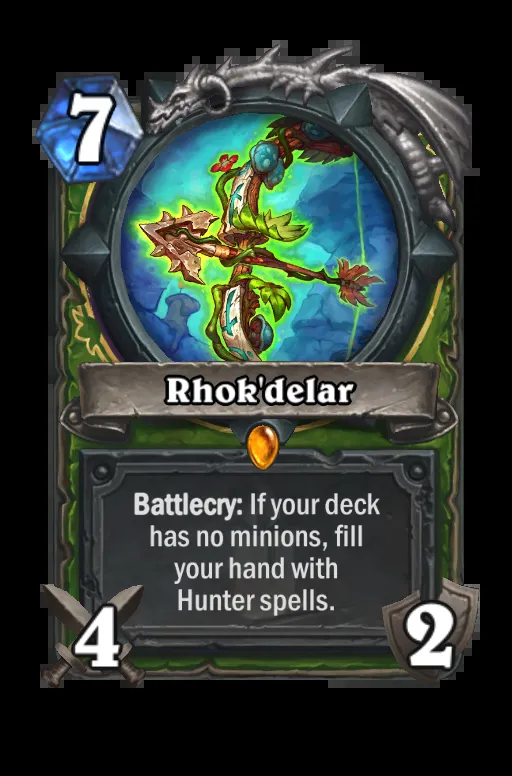 7
Rhok'delar
Battlecry: If your deck
has no minions, fill
your hand with
Hunter spells.
4
2